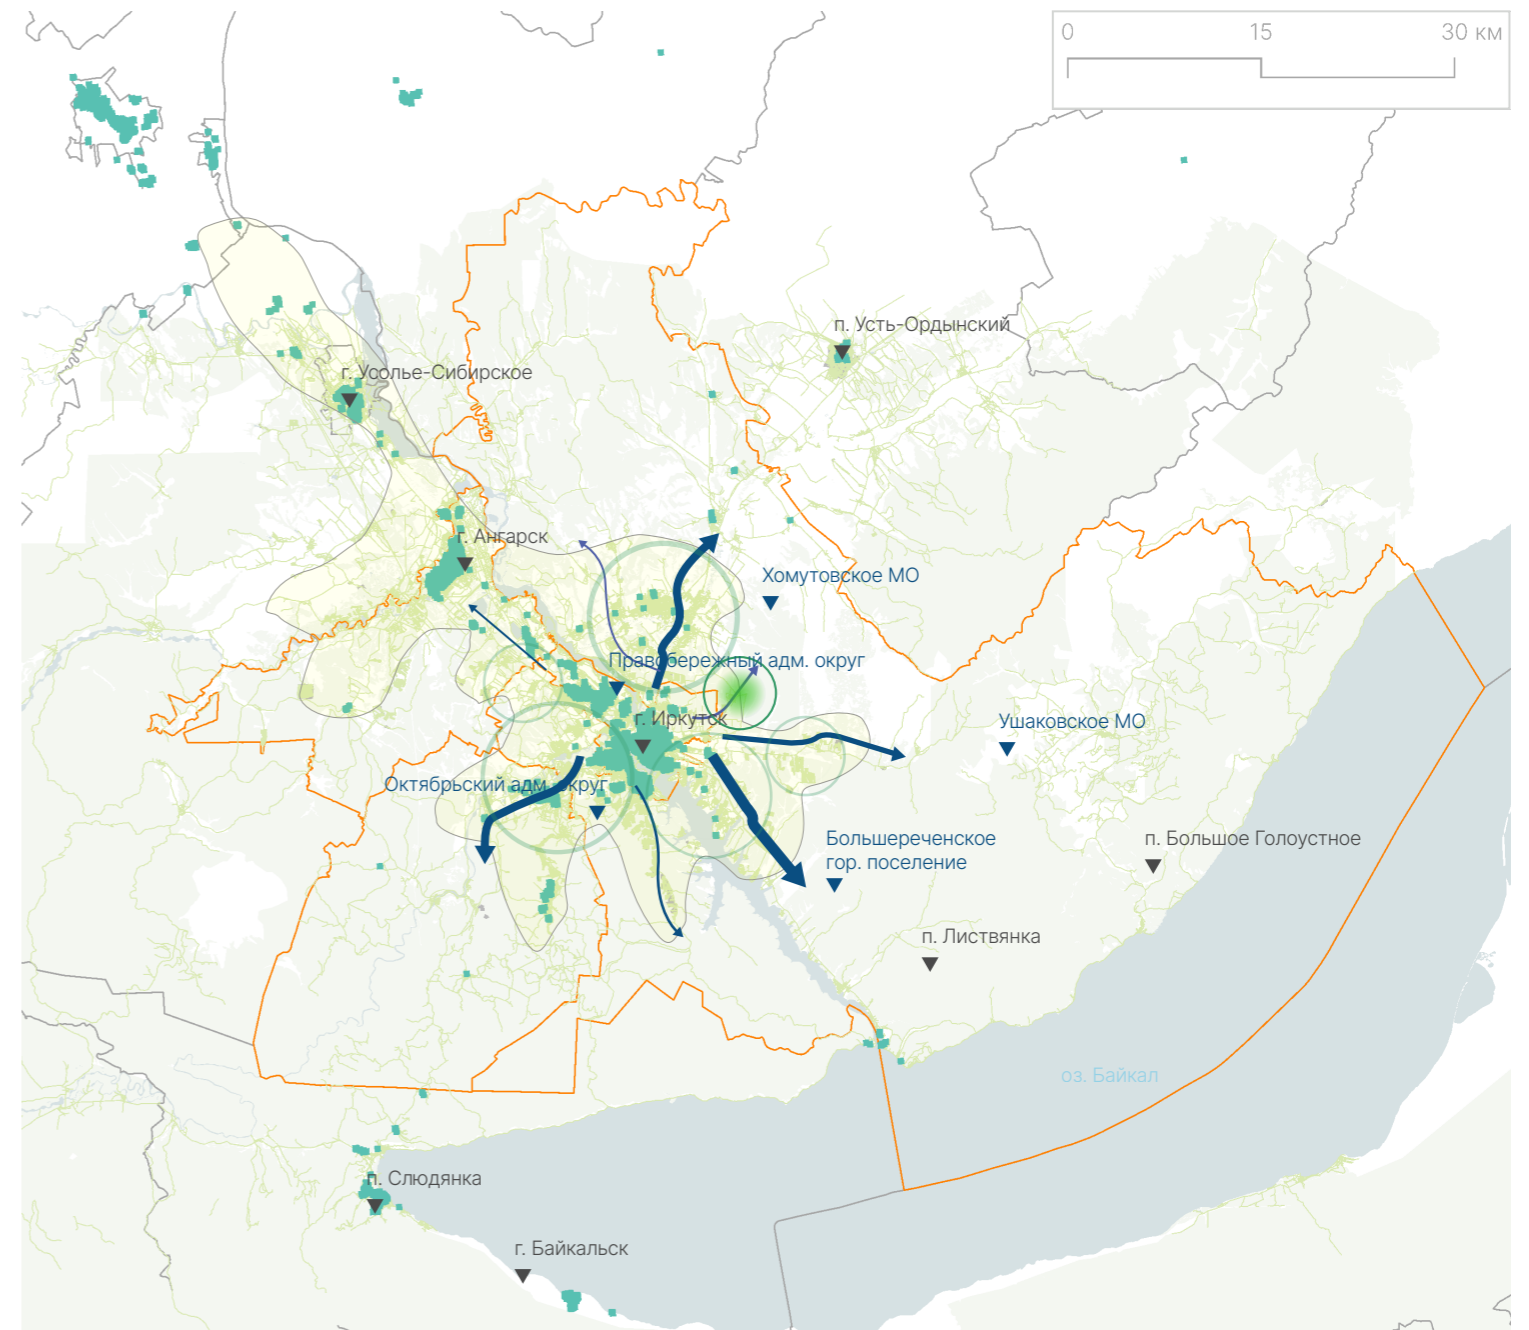 0 15 30 км
п. Усть-Ордынский
г. Усолье-Сибирское
г. Ангарск
Хомутовское МО
Правобережный адм. округ
г. Иркутск
Ушаковское МО
Октябрьский адм. округ
Большереченское
гор. поселение
п. Большое Голоустное
п. Листвянка
оз. Байкал
п. Слюдянка
г. Байкальск